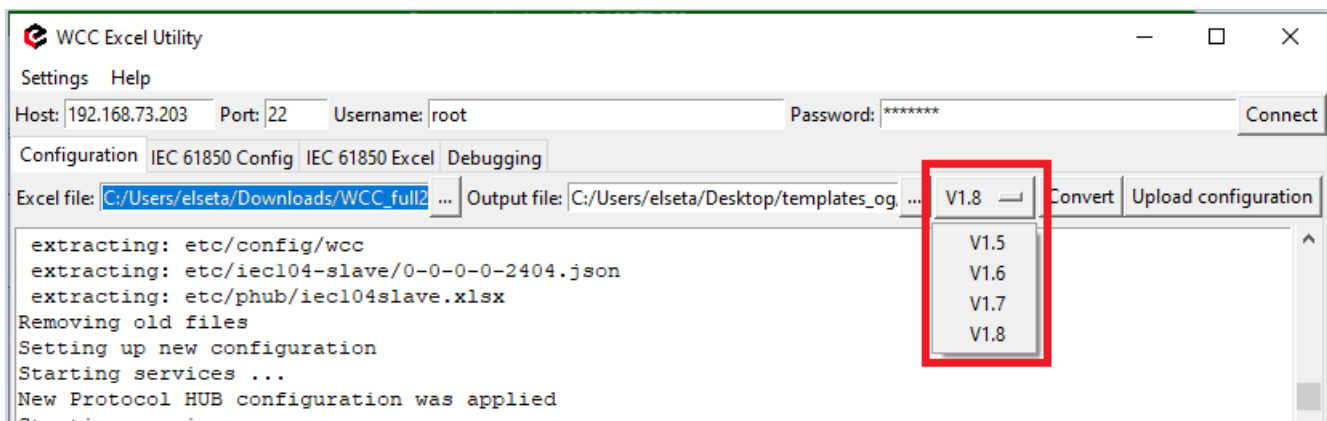 WCC Excel Utility
Settings Help
Host: 192.168.73.203 Port: 22 Username: root Password: ******* Connect
Configuration IEC 61850 Config IEC 61850 Excel Debugging
Excel file: C:/Users/elseta/Downloads/WCC_full2 ... Output file: C:/Users/elseta/Desktop/templates_og, ... V1.8 Convert Upload configuration
V1.5
V1.6
V1.7
V1.8
extracting: etc/config/wcc
extracting: etc/iec104-slave/0-0-0-0-2404.json
extracting: etc/phub/iec104slave.xlsx
Removing old files
Setting up new configuration
Starting services ...
New Protocol HUB configuration was applied